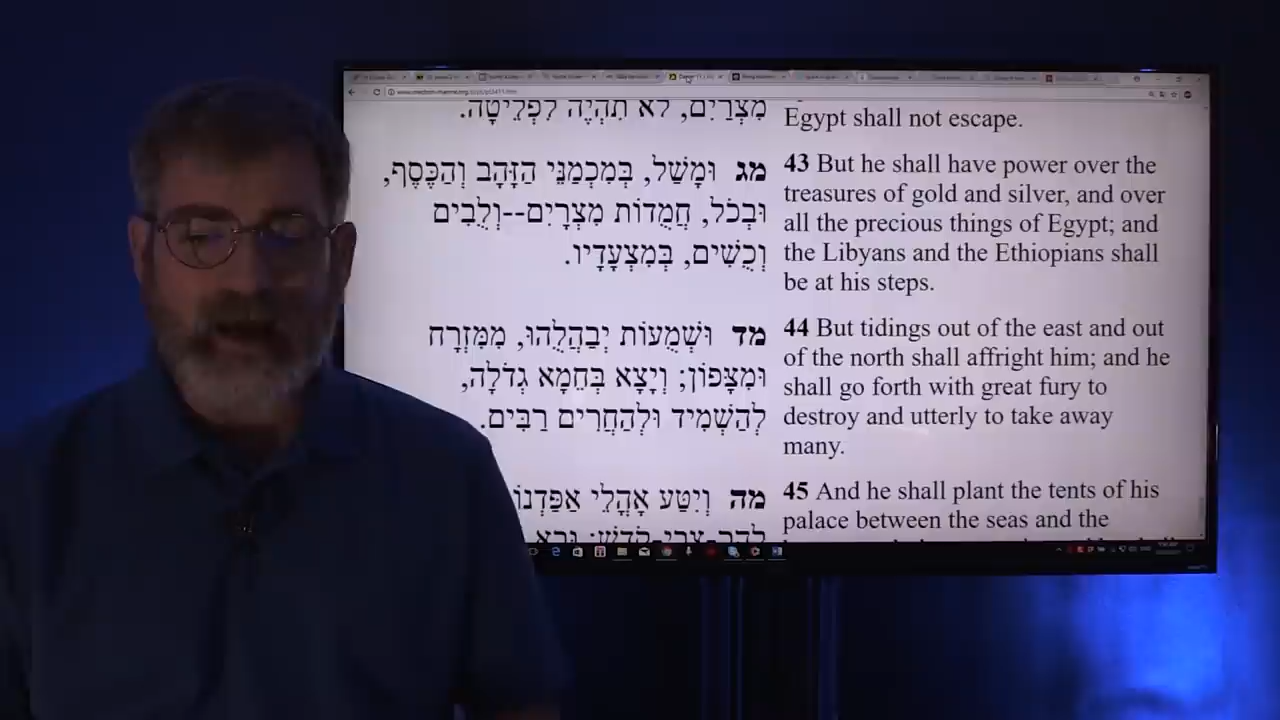 מִצְרַיִם, לֹא תִהְיֶה לִפְלֵיטָה.
מג וּמָשַׁל, בְּמִכְמַנֵּי הַזָּהָב וְהַכֶּסֶף,
וּבְכֹל, חֲמֻדוֹת מִצְרָיִם--וְלֻבִים
וְכֻשִׁים, בְּמִצְעָדָיו.
מד וּשְׁמֻעוֹת יְבַהֲלֻהוּ, מִמִּזְרָח
וּמִצָּפוֹן; וְיָצָא בְּחֵמָא גְדֹלָה,
לְהַשְׁמִיד וּלְהַחֲרִים רַבִּים.
מה וְיִטַּע אָהֳלֵי אַפַּדְנוֹ
לְהַר-צְבִי-קֹדֶשׁ; וּבָא
Egypt shall not escape.
43 But he shall have power over the
treasures of gold and silver, and over
all the precious things of Egypt; and
the Libyans and the Ethiopians shall
be at his steps.
44 But tidings out of the east and out
of the north shall affright him; and he
shall go forth with great fury to
destroy and utterly to take away
many.
45 And he shall plant the tents of his
palace between the seas and the